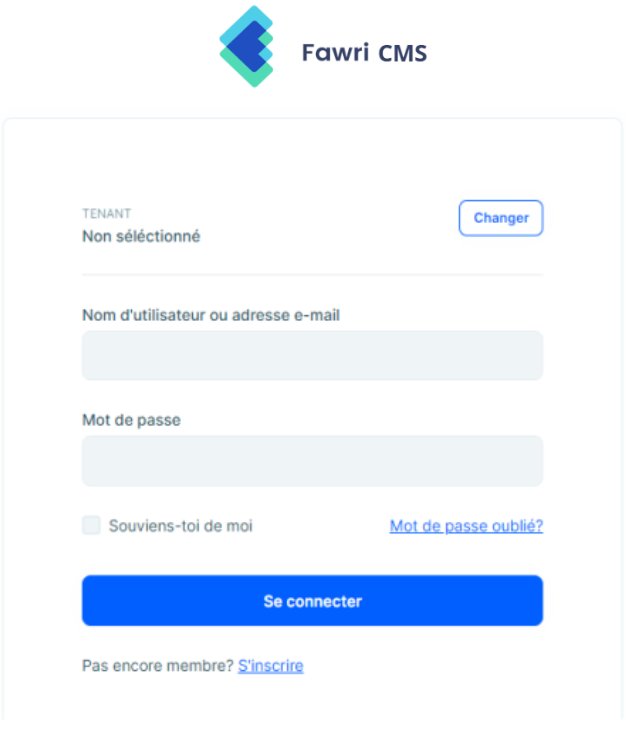 Fawri CMS
TENANT
Changer
Non séléctionné
Nom d'utilisateur ou adresse e-mail
Mot de passe
Souviens-toi de moi
Mot de passe oublié?
Se connecter
Pas encore membre? S'inscrire